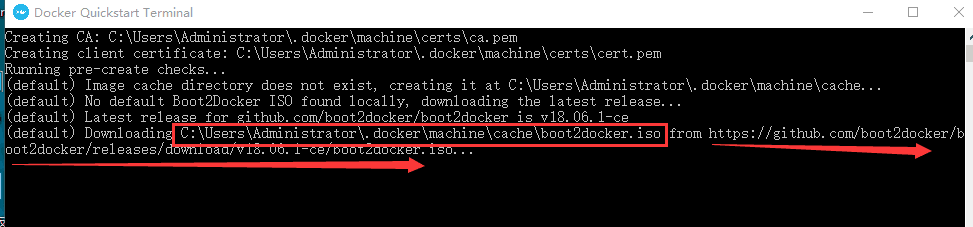 Docker Quickstart Terminal
Creating CA: C:\Users\Administrator\.docker\machine\certs\ca.pem
Creating client certificate: C:\Users\Administrator\.docker\machine\certs\cert.pem
Running pre-create checks...
(default) Image cache directory does not exist, creating it at C:\Users\Administrator\.docker\machine\cache...
(default) No default Boot2Docker ISO found locally, downloading the latest release...
(default) Latest release for github.com/boot2docker/boot2docker is v18.06.1-ce
(default) Downloading C:\Users\Administrator\.docker\machine\cache\boot2docker.iso from https://github.com/boot2docker/b
oot2docker/releases/download/v18.06.1-ce/boot2docker.iso...